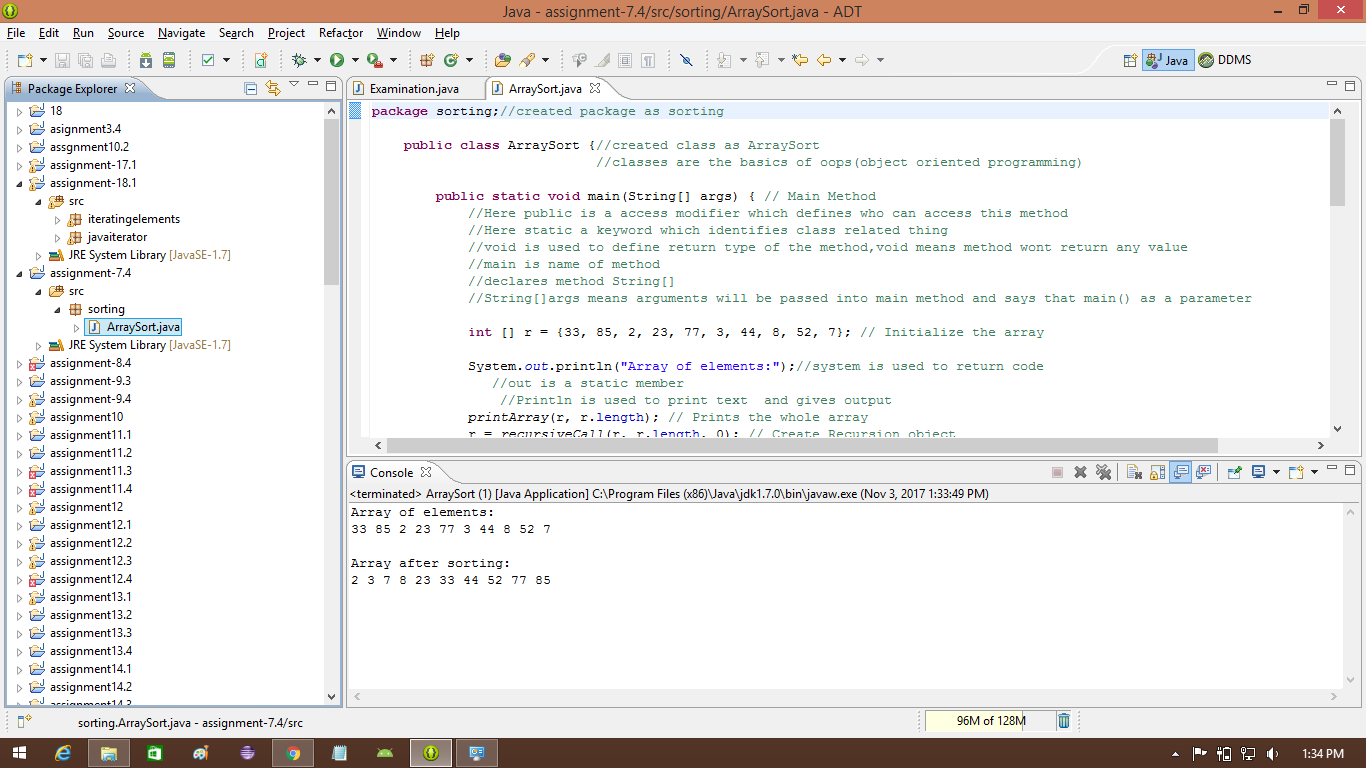 Java - assignment-7.4/src/sorting/ArraySort.java - ADT
File Edit Run Source Navigate Search Project Refactor Window Help
Java DDMS
Package Explorer
18
asignment3.4
assgnment10.2
assignment-17.1
assignment-18.1
src
iteratingelements
javaiterator
JRE System Library [JavaSE-1.7]
assignment-7.4
src
sorting
ArraySort.java
JRE System Library [JavaSE-1.7]
assignment-8.4
assignment-9.3
assignment-9.4
assignment10
assignment11.1
assignment11.2
assignment11.3
assignment11.4
assignment12
assignment12.1
assignment12.2
assignment12.3
assignment12.4
assignment13.1
assignment13.2
assignment13.3
assignment13.4
assignment14.1
assignment14.2
assignment14.3
Examination.java ArraySort.java
package sorting;//created package as sorting
public class ArraySort {//created class as ArraySort
//classes are the basics of oops(object oriented programming)
public static void main(String[] args) { // Main Method
//Here public is a access modifier which defines who can access this method
//Here static a keyword which identifies class related thing
//void is used to define return type of the method,void means method wont return any value
//main is name of method
//declares method String[]
//String[]args means arguments will be passed into main method and says that main() as a parameter
int [] r = {33, 85, 2, 23, 77, 3, 44, 8, 52, 7}; // Initialize the array
System.out.println("Array of elements:");//system is used to return code
//out is a static member
//Println is used to print text  and gives output
printArray(r, r.length); // Prints the whole array
r = recursiveCall(r, r.length, 0); // Create Recursion object
Console
<terminated> ArraySort (1) [Java Application] C:\Program Files (x86)\Java\jdk1.7.0\bin\javaw.exe (Nov 3, 2017 1:33:49 PM)
Array of elements:
33 85 2 23 77 3 44 8 52 7
Array after sorting:
2 3 7 8 23 33 44 52 77 85
sorting.ArraySort.java - assignment-7.4/src
96M of 128M
1:34 PM